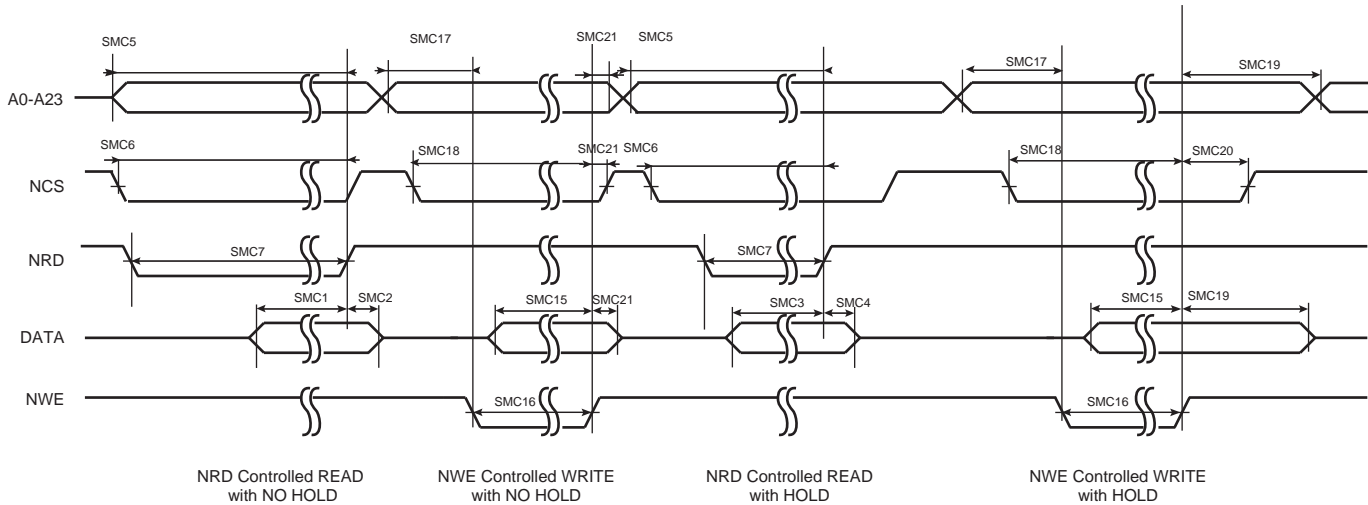 SMC5
SMC17
SMC21
SMC5
SMC17
SMC19
A0-A23
SMC6
SMC18
SMC21
SMC6
SMC18
SMC20
NCS
NRD
SMC7
SMC7
SMC1
SMC2
SMC15
SMC21
SMC3
SMC4
SMC15
SMC19
DATA
NWE
SMC16
SMC16
NRD Controlled READ
with NO HOLD
NWE Controlled WRITE
with NO HOLD
NRD Controlled READ
with HOLD
NWE Controlled WRITE
with HOLD